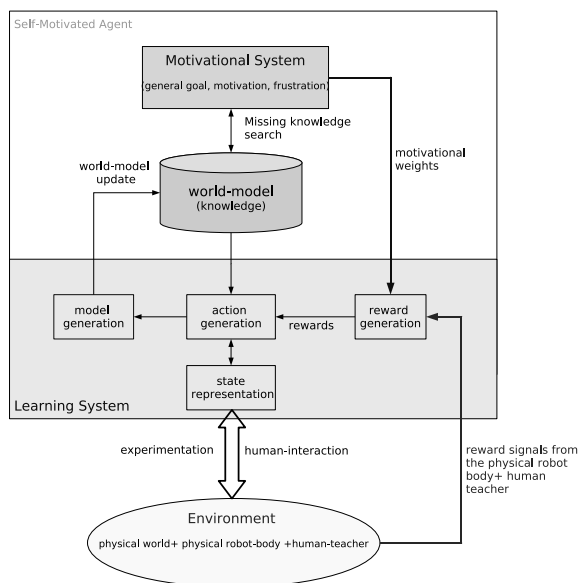 Self-Motivated Agent
Motivational System
(general goal, motivation, frustration)
Missing knowledge
search
motivational
weights
world-model
update
world-model
(knowledge)
model
generation
action
generation
rewards
reward
generation
state
representation
Learning System
experimentation
human-interaction
reward signals from
the physical robot
body+ human
teacher
Environment
physical world+ physical robot-body +human-teacher